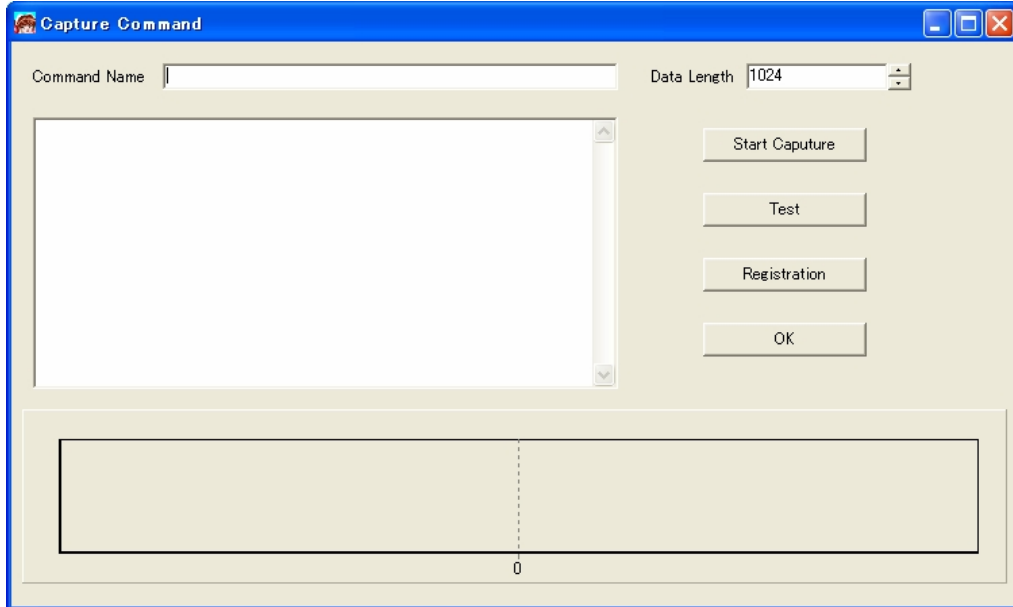 Capture Command
Command Name
Data Length 1024
Start Caputure
Test
Registration
OK
0